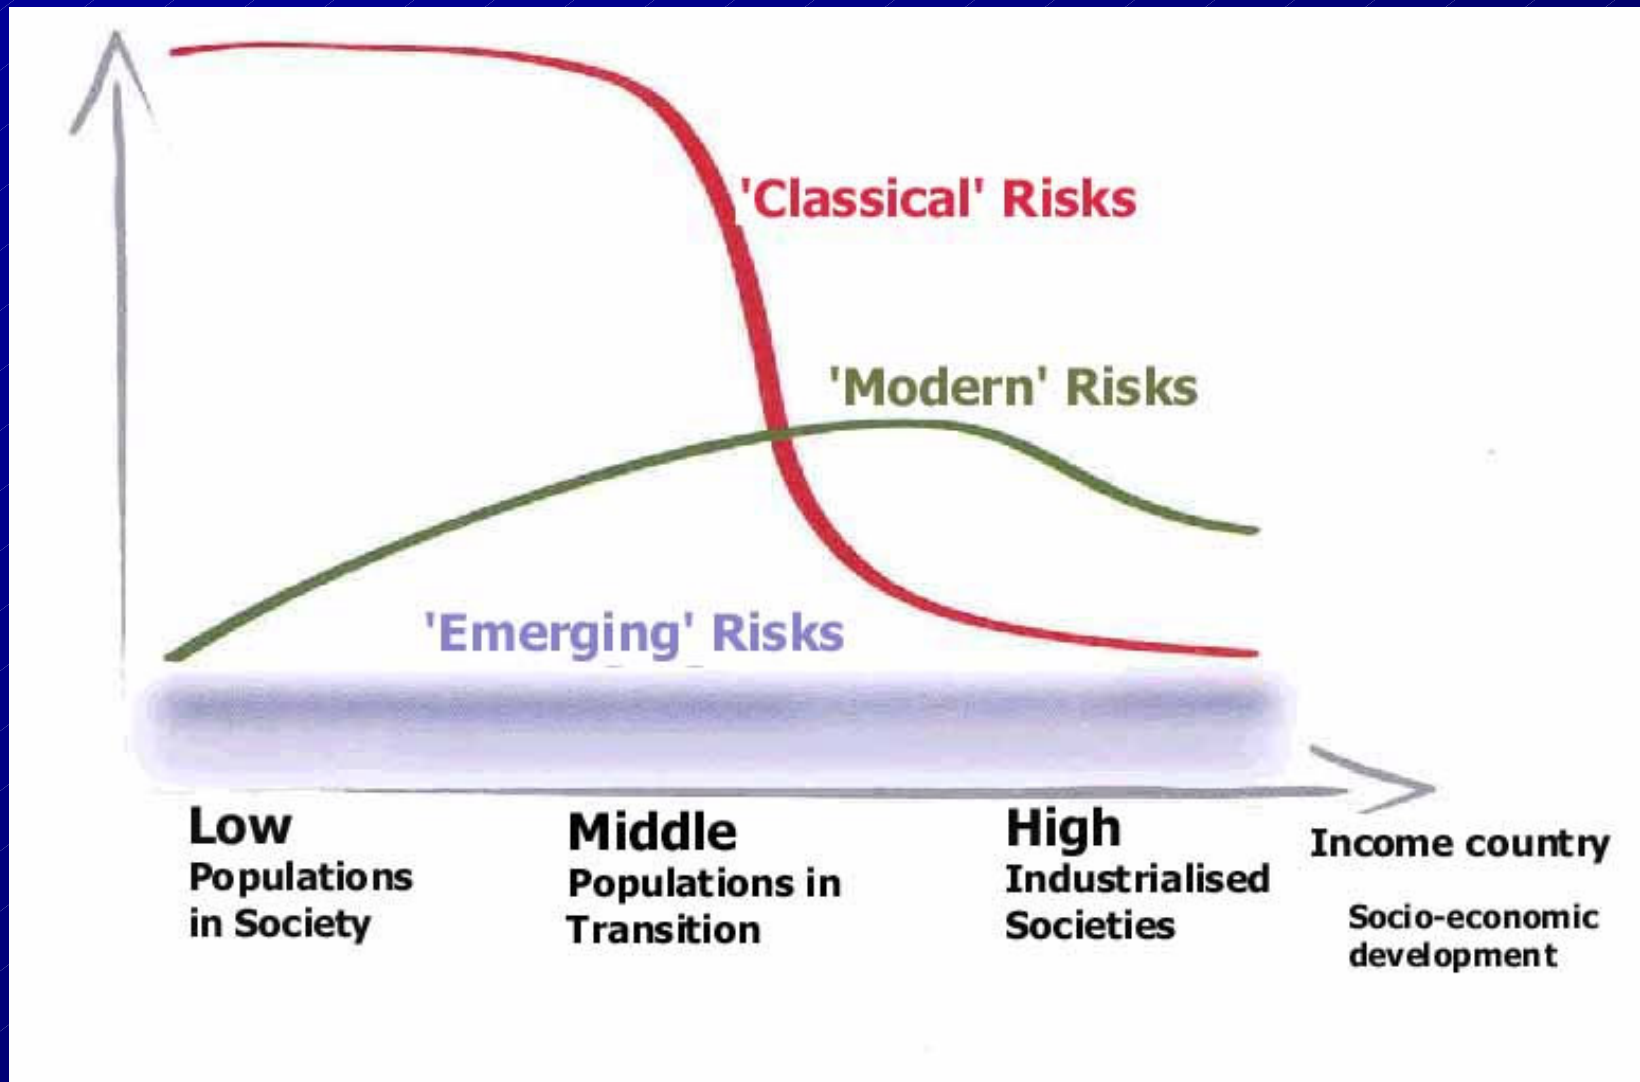 'Classical' Risks
'Modern' Risks
'Emerging' Risks
Low
Populations
in Society
Middle
Populations in
Transition
High
Industrialised
Societies
Income country
Socio-economic
development